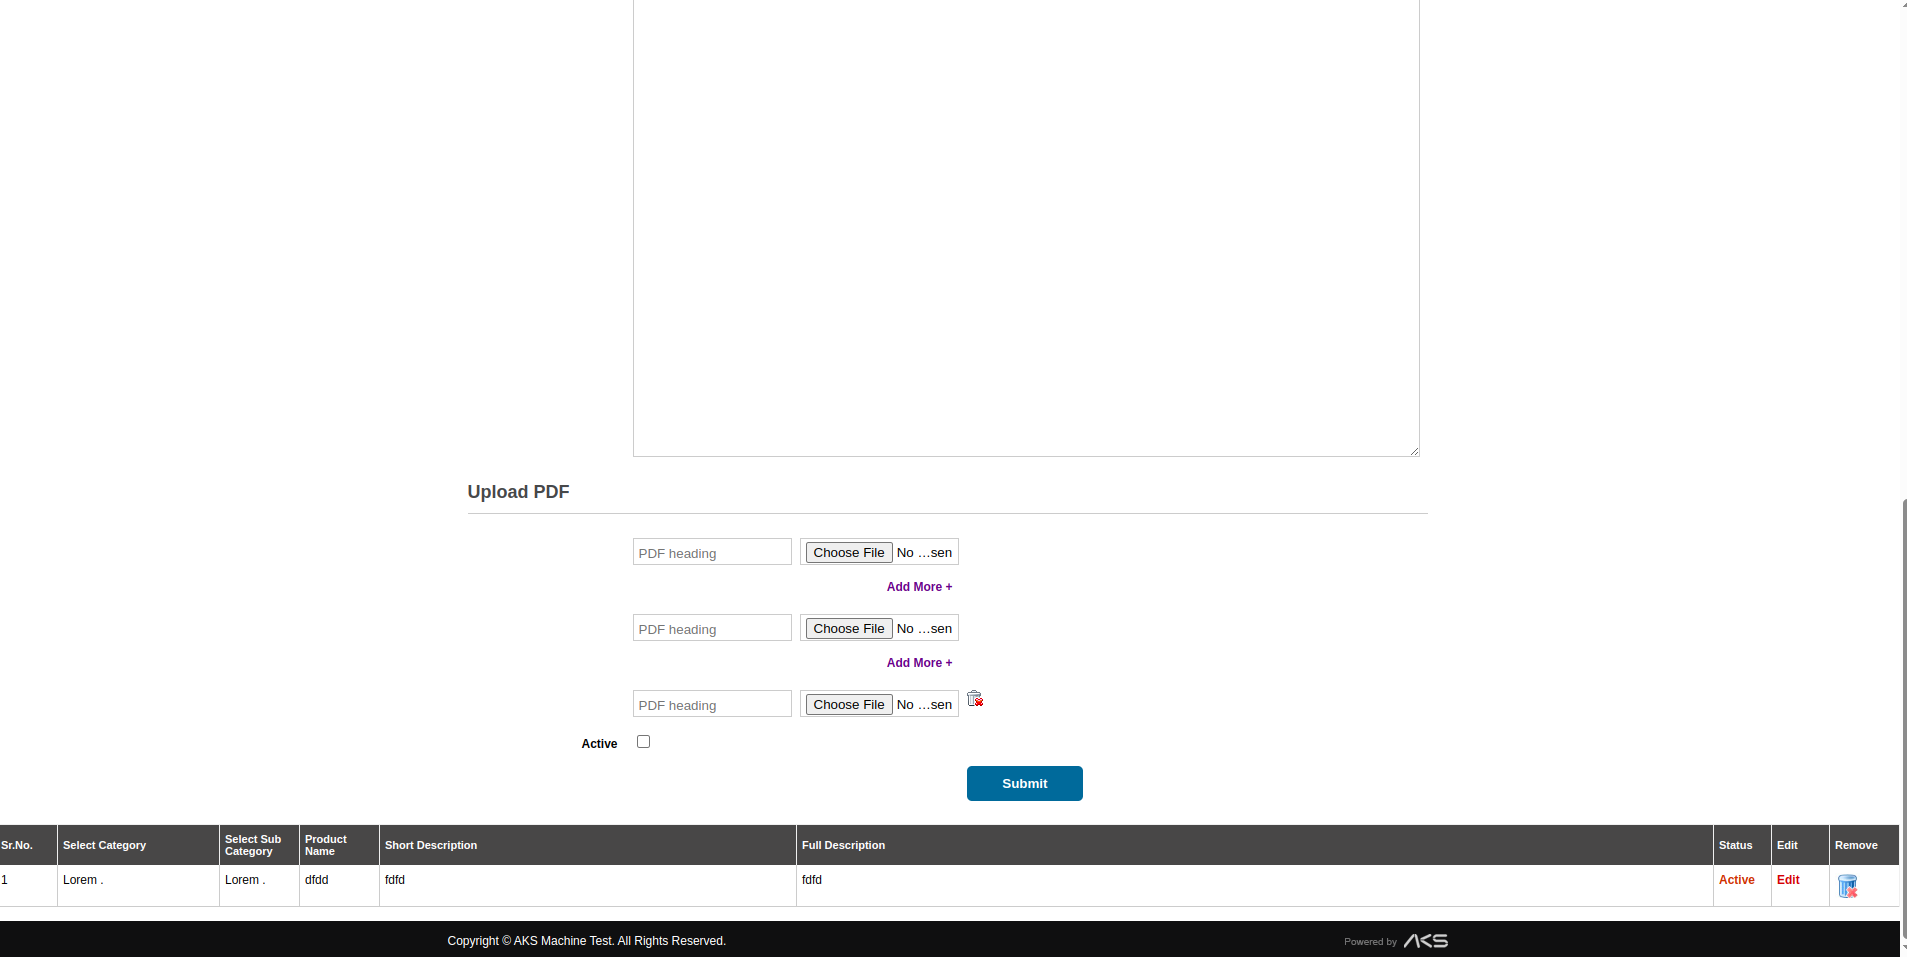 Upload PDF
PDF heading Choose File No ...sen
Add More +
PDF heading Choose File No ...sen
Add More +
PDF heading Choose File No ...sen
Active
Submit
Sr.No. Select Category Select Sub Category Product Name Short Description Full Description Status Edit Remove
1 Lorem . Lorem . dfdd fdfd fdfd Active Edit
Copyright © AKS Machine Test. All Rights Reserved. Powered by AKS